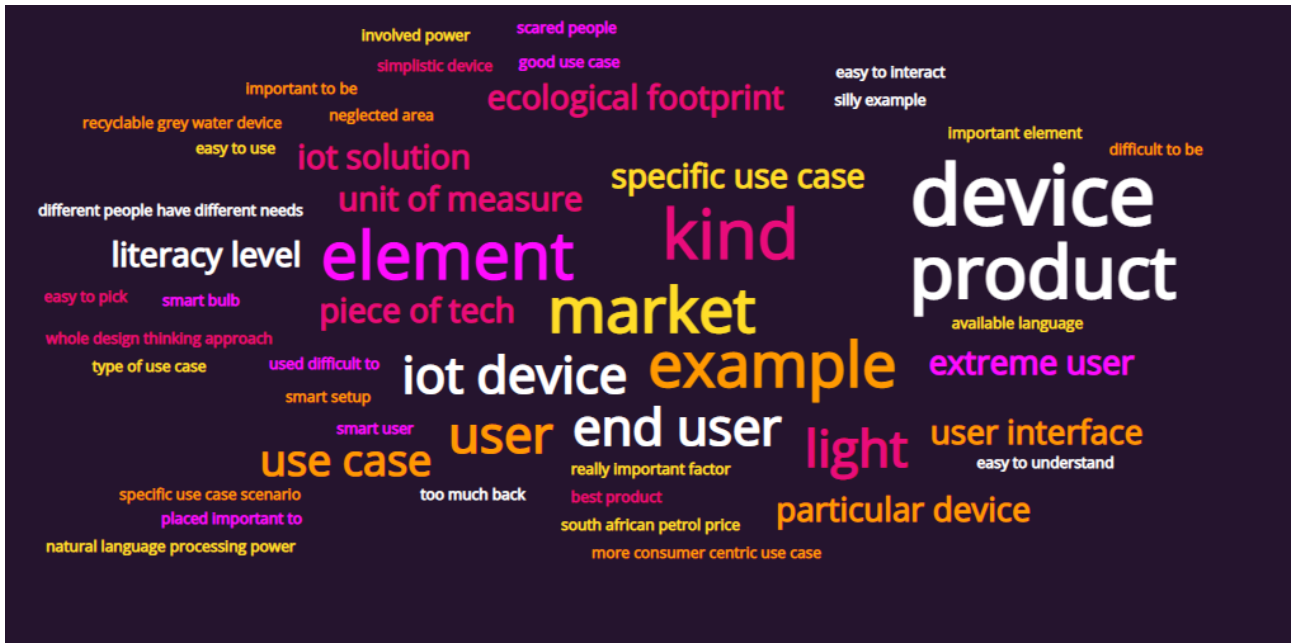 scared people
involved power
good use case
simplistic device
easy to interact
important to be
ecological footprint
silly example
neglected area
recyclable grey water device
important element
easy to use
difficult to be
iot solution
specific use case
device
unit of measure
different people have different needs
kind
literacy level
element
product
easy to pick
smart bulb
piece of tech
market
available language
whole design thinking approach
type of use case
used difficult to
iot device
example
extreme user
smart setup
smart user
user
end user
light
user interface
use case
really important factor
easy to understand
specific use case scenario
too much back
best product
particular device
placed important to
south african petrol price
natural language processing power
more consumer centric use case